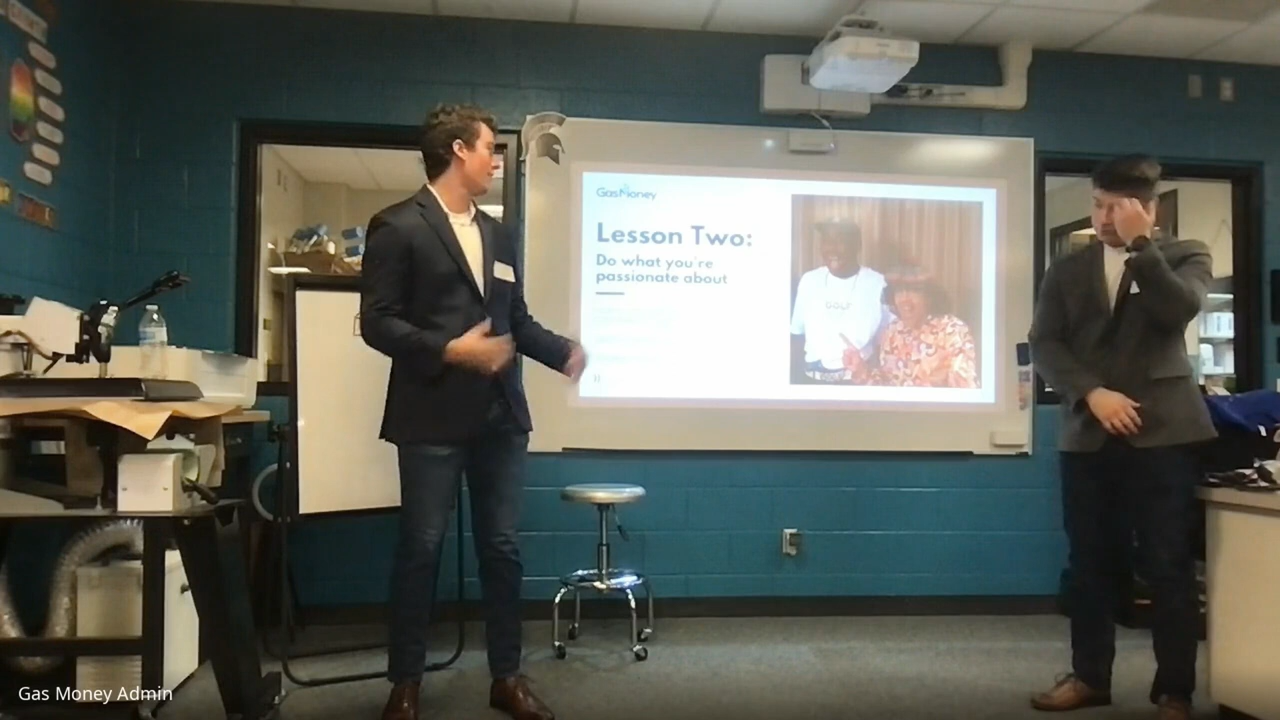 GasMoney
Lesson Two:
Do what you're
passionate about
GOLF
Gas Money Admin